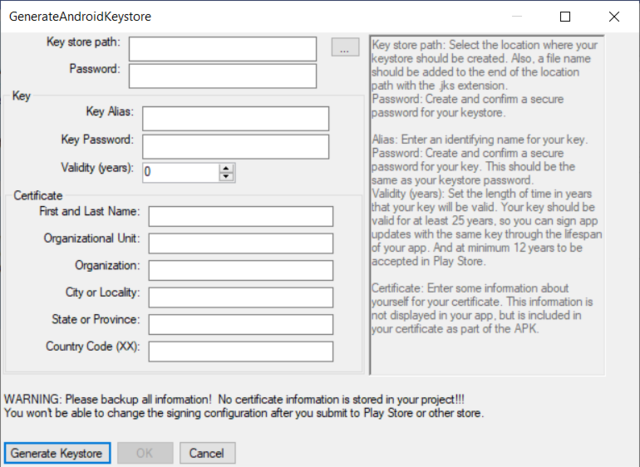 GenerateAndroidKeystore
Key store path:
...
Password:
Key
Key Alias:
Key Password:
Validity (years):
0
Certificate
First and Last Name:
Organizational Unit:
Organization:
City or Locality:
State or Province:
Country Code (XX):
Key store path: Select the location where your
keystore should be created. Also, a file name
should be added to the end of the location
path with the .jks extension.
Password: Create and confirm a secure
password for your keystore.
Alias: Enter an identifying name for your key.
Password: Create and confirm a secure
password for your key. This should be the
same as your keystore password.
Validity (years): Set the length of time in years
that your key will be valid. Your key should be
valid for at least 25 years, so you can sign app
updates with the same key through the lifespan
of your app. And at minimum 12 years to be
accepted in Play Store.
Certificate: Enter some information about
yourself for your certificate. This information is
not displayed in your app, but is included in
your certificate as part of the APK.
WARNING: Please backup all information! No certificate information is stored in your project!!!
You won't be able to change the signing configuration after you submit to Play Store or other store.
Generate Keystore
OK
Cancel